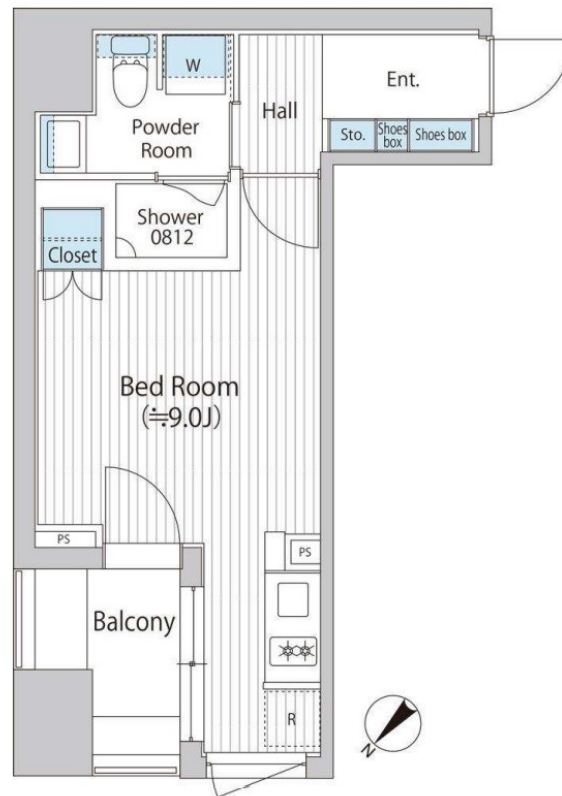 W
Ent.
Hall
Powder
Room
Sto.
Shoes
box
Shoes box
Shower
0812
Closet
Bed Room
(≒9.0J)
PS
PS
Balcony
R
N